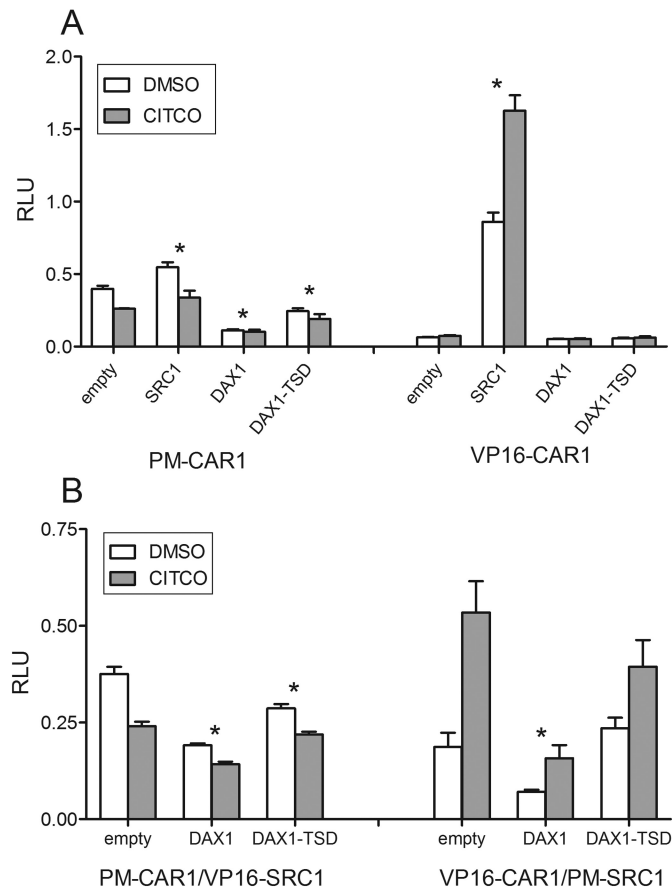 A
2.0
DMSO
CITCO
*
1.5
RLU
1.0
0.5
* * *
0.0
empty SRC1 DAX1 DAX1-TSD empty SRC1 DAX1 DAX1-TSD
PM-CAR1 VP16-CAR1
B
0.75
DMSO
CITCO
0.50
RLU
* * *
0.25
0.00
empty DAX1 DAX1-TSD empty DAX1 DAX1-TSD
PM-CAR1/VP16-SRC1 VP16-CAR1/PM-SRC1